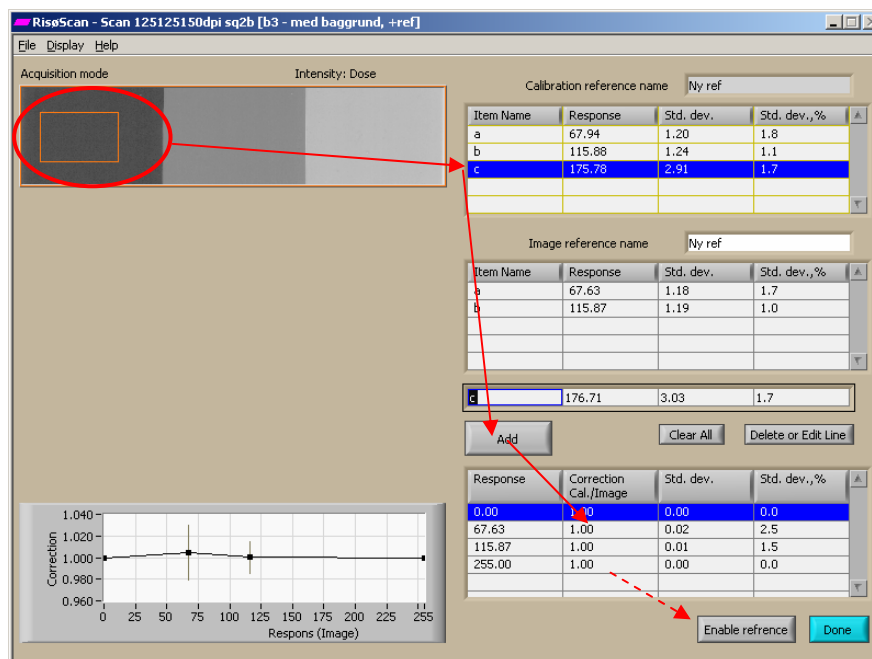 RisøScan - Scan 125125150dpi sq2b [b3 - med baggrund, +ref]
File Display Help
Acquisition mode
Intensity: Dose
Calibration reference name Ny ref
Item Name Response Std. dev. Std. dev.,%
a 67.94 1.20 1.8
b 115.88 1.24 1.1
c 175.78 2.91 1.7
Image reference name Ny ref
Item Name Response Std. dev. Std. dev.,%
a 67.63 1.18 1.7
b 115.87 1.19 1.0
c 176.71 3.03 1.7
Add Clear All Delete or Edit Line
Response Correction Cal./Image Std. dev. Std. dev.,%
0.00 1.00 0.00 0.0
67.63 1.00 0.02 2.5
115.87 1.00 0.01 1.5
255.00 1.00 0.00 0.0
Enable refrence Done
Correction
1.040
1.020
1.000
0.980
0.960
0 25 50 75 100 125 150 175 200 225 255
Respons (Image)